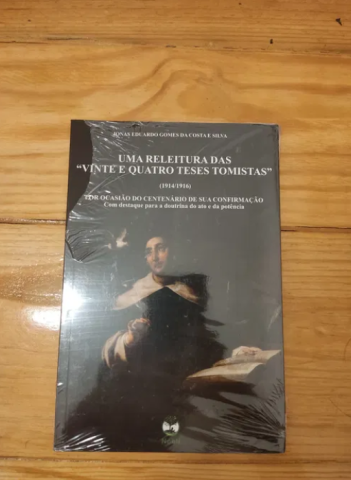 JONAS EDUARDO GOMES DA COSTA E SILVA
UMA RELEITURA DAS
“VINTE E QUATRO TESES TOMISTAS”
(1914/1916)
POR OCASIÃO DO CENTENÁRIO DE SUA CONFIRMAÇÃO
Com destaque para a doutrina do ato e da potência